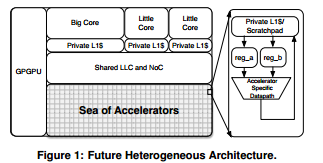 Big Core
Little Core
Little Core
Private L1$
Private L1$
Private L1$
GPGPU
Shared LLC and NoC
Sea of Accelerators
Private L1$/
Scratchpad
reg_a
reg_b
Accelerator
Specific
Datapath
Figure 1: Future Heterogeneous Architecture.